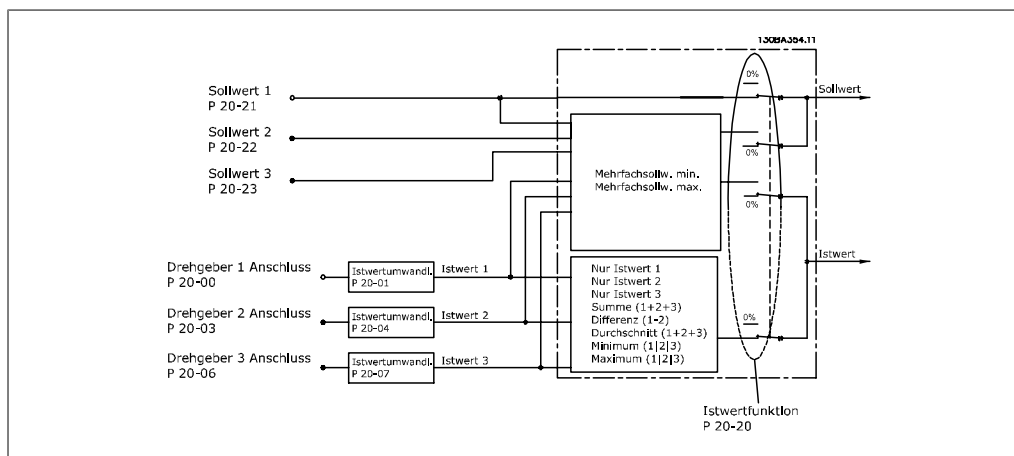 130BA354.11
0%
Sollwert 1
P 20-21
Sollwert
Sollwert 2
P 20-22
0%
Sollwert 3
P 20-23
Mehrfachsollw. min.
Mehrfachsollw. max.
0%
Drehgeber 1 Anschluss
P 20-00
Istwertumwandl.
P 20-01
Istwert 1
Istwert
Drehgeber 2 Anschluss
P 20-03
Istwertumwandl.
P 20-04
Istwert 2
Drehgeber 3 Anschluss
P 20-06
Istwertumwandl.
P 20-07
Istwert 3
Nur Istwert 1
Nur Istwert 2
Nur Istwert 3
Summe (1+2+3)
Differenz (1-2)
Durchschnitt (1+2+3)
Minimum (1|2|3)
Maximum (1|2|3)
0%
Istwertfunktion
P 20-20